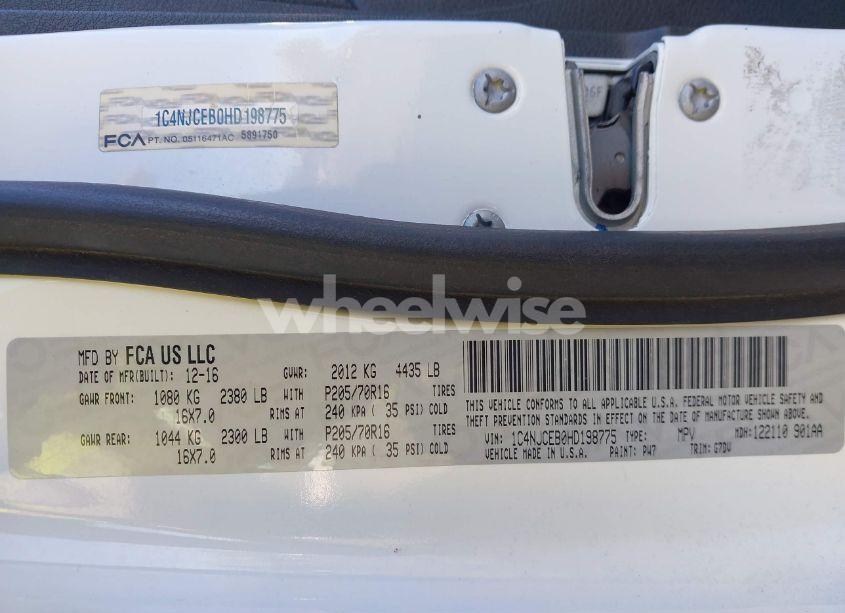 06F
1C4NJCEB0HD198775
FCA PT. NO. 05116471AC 5891750
wheelwise
MFD BY FCA US LLC
DATE OF MFR(BUILT): 12-16 GVWR: 2012 KG 4435 LB
GAWR FRONT: 1080 KG 2380 LB WITH P205/70R16 TIRES
16X7.0 RIMS AT 240 KPA ( 35 PSI) COLD
GAWR REAR: 1044 KG 2300 LB WITH P205/70R16 TIRES
16X7.0 RIMS AT 240 KPA ( 35 PSI) COLD
THIS VEHICLE CONFORMS TO ALL APPLICABLE U.S.A. FEDERAL MOTOR VEHICLE SAFETY AND
THEFT PREVENTION STANDARDS IN EFFECT ON THE DATE OF MANUFACTURE SHOWN ABOVE.
VIN: 1C4NJCEB0HD198775 TYPE: MPV MDH:122110 901AA
VEHICLE MADE IN U.S.A. PAINT: PW7 TRIM: G7DV